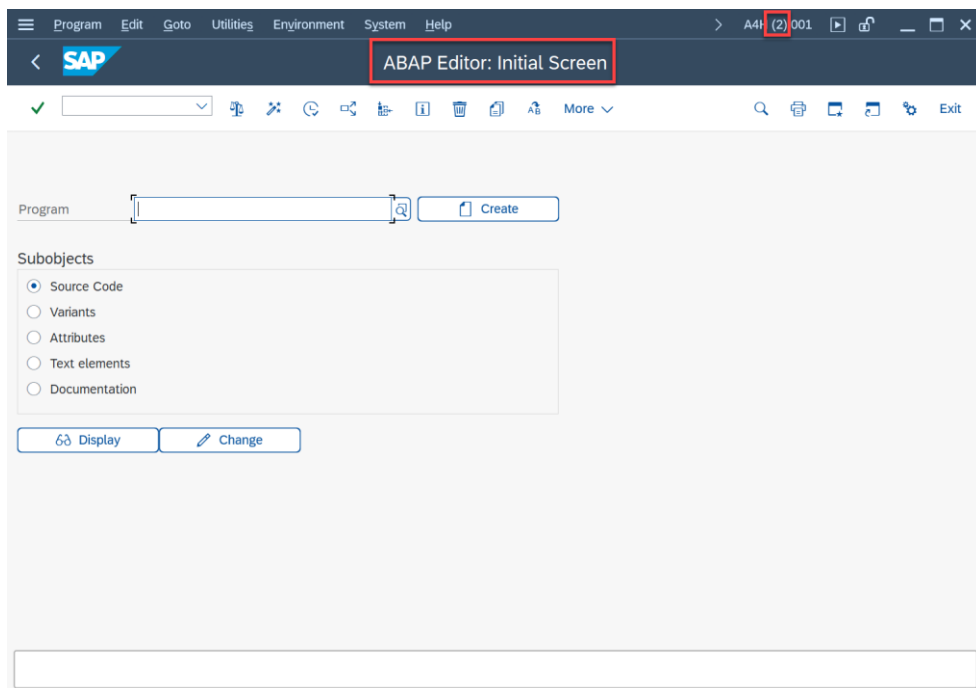 Program Edit Goto Utilities Environment System Help A4H (2) 001
SAP ABAP Editor: Initial Screen
More Exit
Program Create
Subobjects
Source Code
Variants
Attributes
Text elements
Documentation
Display Change